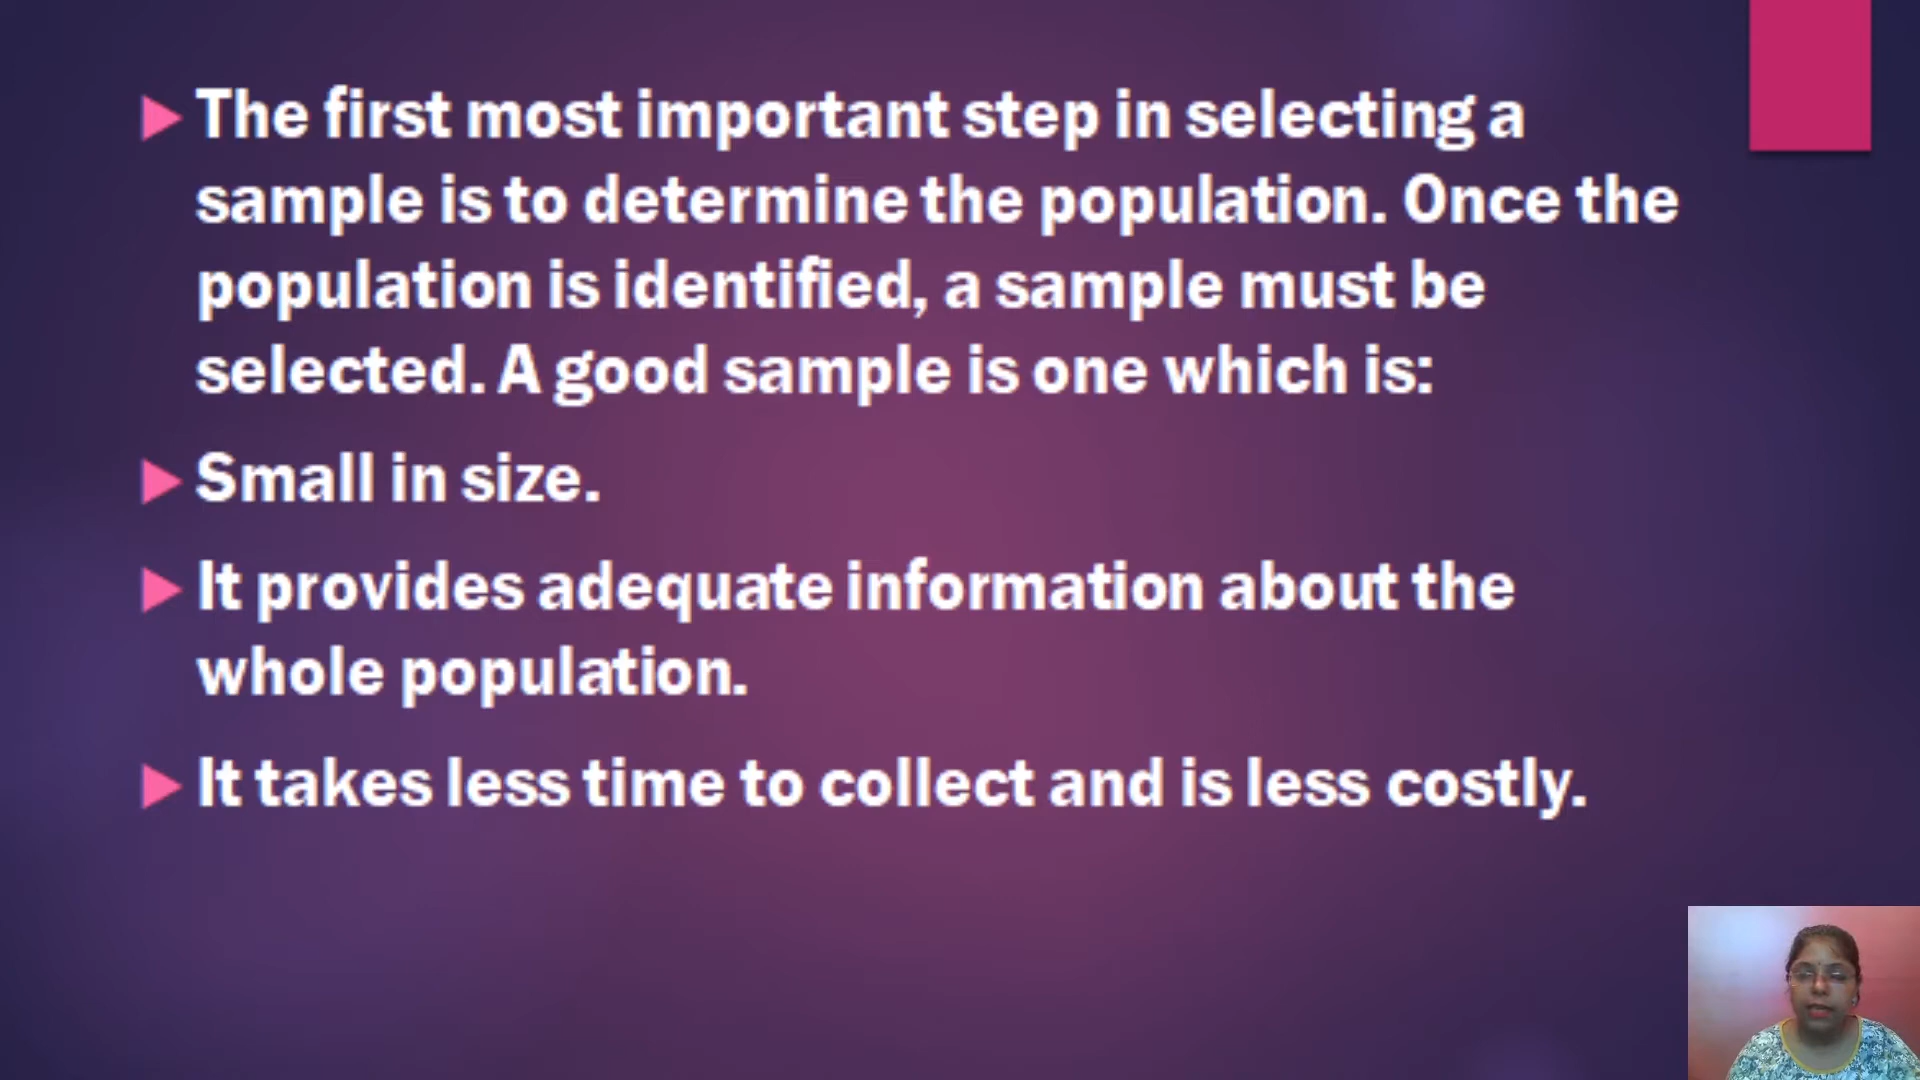 The first most important step in selecting a
sample is to determine the population. Once the
population is identified, a sample must be
selected. A good sample is one which is:
Small in size.
It provides adequate information about the
whole population.
It takes less time to collect and is less costly.